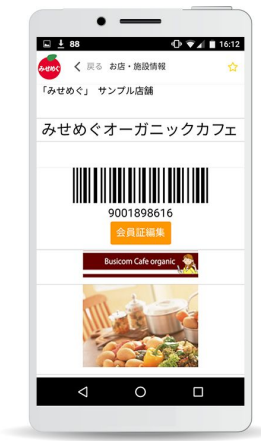 88
16:12
みせめぐ
戻る お店・施設情報
「みせめぐ」 サンプル店舗
みせめぐオーガニックカフェ
9001898616
会員証編集
Busicom Cafe organic